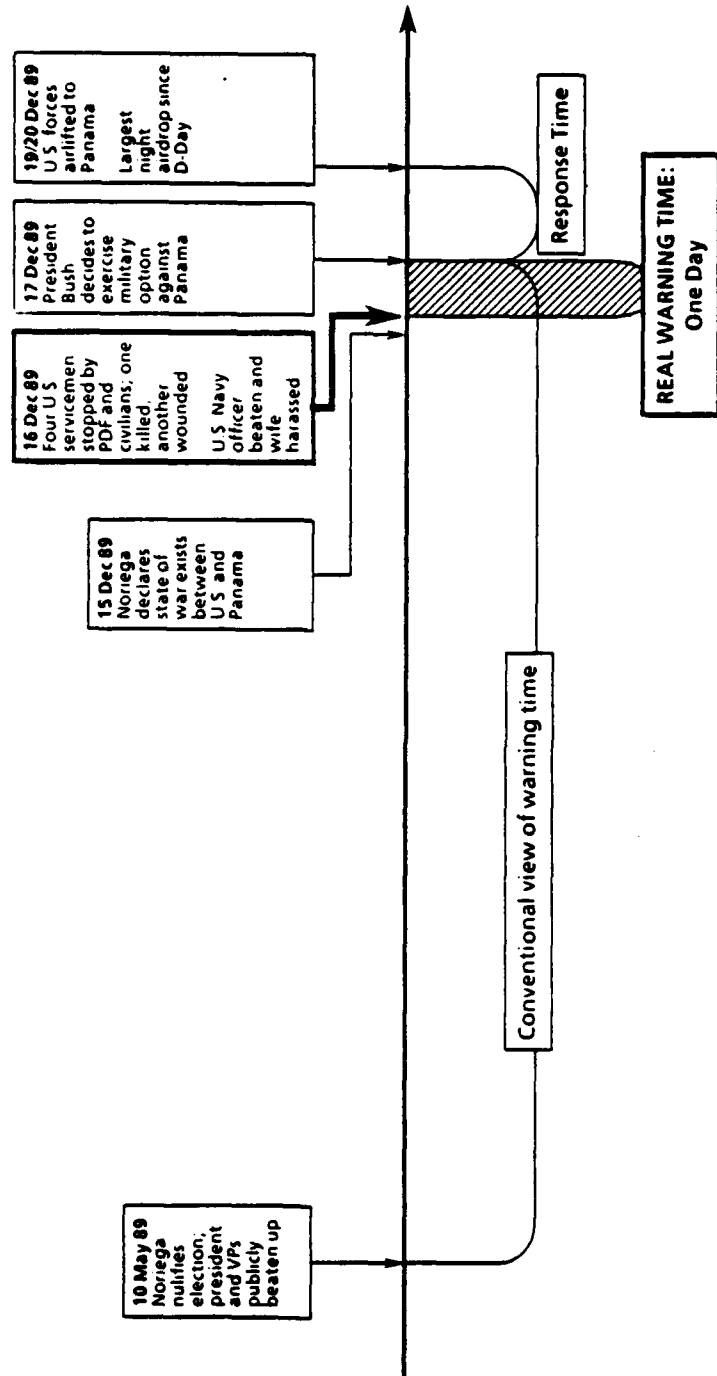 10 May 89
Noriega
nullifies
election;
president
and VPs
publicly
beaten up
15 Dec 89
Noriega
declares
state of
war exists
between
U S and
Panama
16 Dec 89
Four U S
servicemen
stopped by
PDF and
civilians; one
killed,
another
wounded
U.S Navy
officer
beaten and
wife
harassed
17 Dec 89
President
Bush
decides to
exercise
military
option
against
Panama
19/20 Dec 89
U S forces
airlifted to
Panama
Largest
night
airdrop since
D-Day
Conventional view of warning time
Response Time
REAL WARNING TIME:
One Day